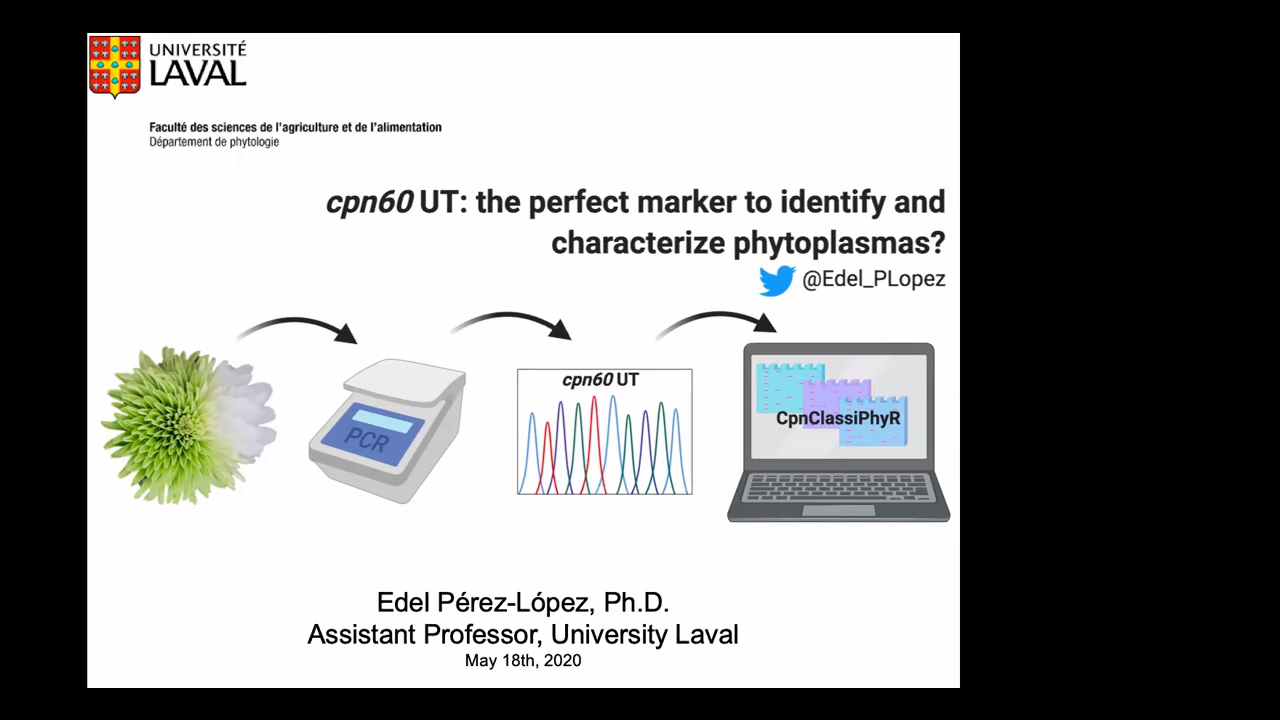 UNIVERSITÉ
LAVAL
Faculté des sciences de l'agriculture et de l'alimentation
Département de phytologie
cpn60 UT: the perfect marker to identify and
characterize phytoplasmas?
@Edel_PLopez
PCR
cpn60 UT
CpnClassiPhyR
Edel Pérez-López, Ph.D.
Assistant Professor, University Laval
May 18th, 2020